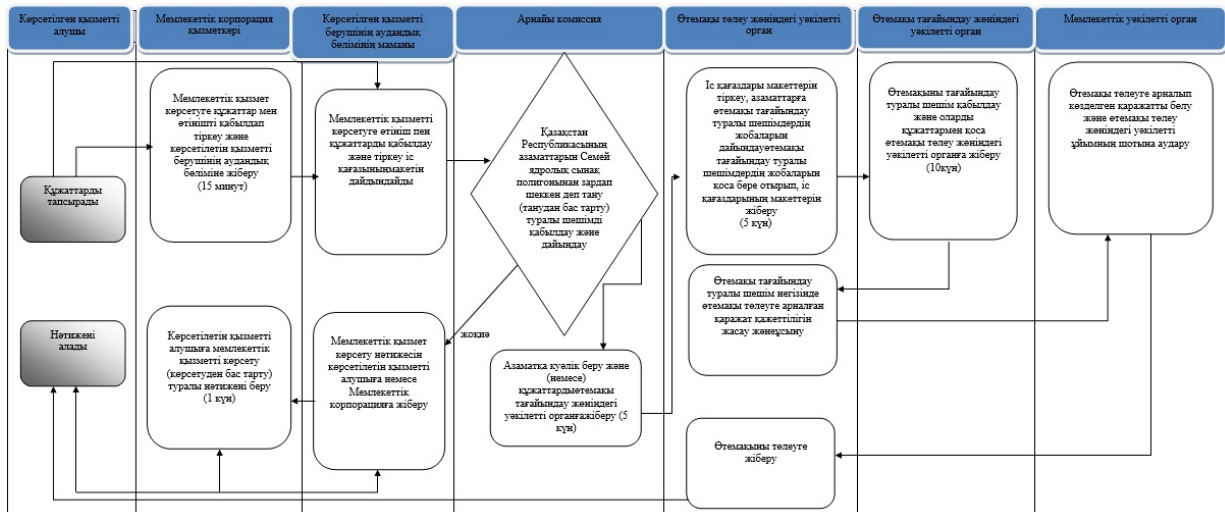 Көрсетілген қызметті
алушы
Мемлекеттік корпорация
қызметкері
Көрсетілген қызметті
берушінің аудандық
бөлімінің маманы
Арнайы комиссия
Өтемақы төлеу жөніндегі уәкілетті
орган
Өтемақы тағайындау жөніндегі
уәкілетті орган
Мемлекеттік уәкілетті орган
Құжаттарды
тапсырады
Мемлекеттік қызмет
көрсетуге құжаттар мен
өтінішті қабылдап
тіркеу және
көрсетілетін қызметті
берушінің аудандық
бөліміне жіберу
(15 минут)
Мемлекеттік қызметті
көрсетуге өтініш пен
құжаттарды қабылдау
және тіркеу іс
қағазыныңмакетін
дайдындайды
Қазақстан
Республикасының
азаматтарын Семей
ядролық сынақ
полигонынан зардап
шеккен деп тану
(танудан бас тарту)
туралы шешімді
қабылдау және
дайындау
Іс қағаздары макеттерін
тіркеу, азаматтарға
өтемақы тағайындау
туралы шешімдердің
жобаларын
дайындауөтемақы
тағайындау туралы
шешімдердің жобаларын
қоса бере отырып, іс
қағаздарының макеттерін
жіберу
(5 күн)
Өтемақыны тағайындау
туралы шешім қабылдау
және оларды
құжаттармен қоса
өтемақы төлеу жөніндегі
уәкілетті органға жіберу
(10күн)
Өтемақы төлеуге арналып
көзделген қаражатты бөлу
және өтемақы төлеу
жөніндегі уәкілетті
ұйымның шотына аудару
Өтемақы тағайындау
туралы шешім негізінде
өтемақы төлеуге арналған
қаражат қажеттілігін
жасау жәнеұсыну
Нәтижені
алады
Көрсетілетін қызметті
алушыға мемлекеттік
қызметті көрсету
(көрсетуден бас тарту)
туралы нәтижені беру
(1 күн)
Мемлекеттік қызмет
көрсету нәтижесін
көрсетілетін қызметті
алушыға немесе
Мемлекеттік
корпорацияға жіберу
жоқиә
Азаматқа куәлік беру және
(немесе)
құжаттардыөтемақы
тағайындау жөніндегі
уәкілетті органғажіберу (5
күн)
Өтемақыны төлеуге
жіберу